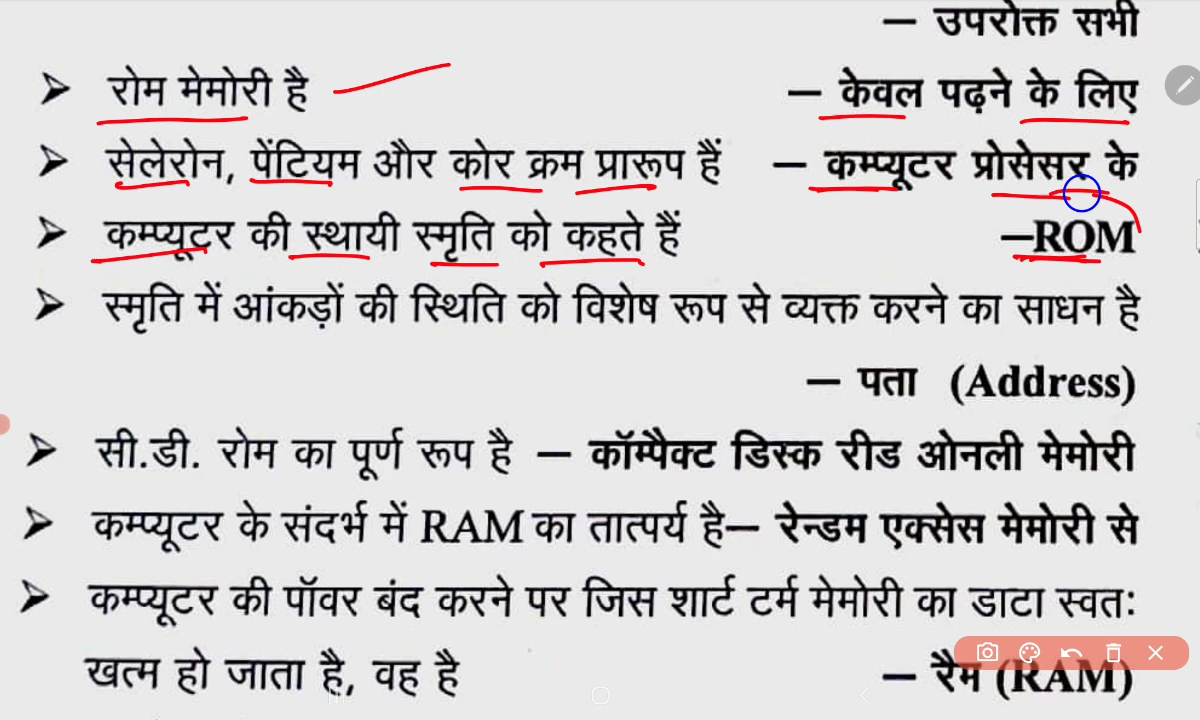 — उपरोक्त सभी
➤ रोम मेमोरी है — केवल पढ़ने के लिए
➤ सेलेरोन, पेंटियम और कोर क्रम प्रारूप हैं — कम्प्यूटर प्रोसेसर के
➤ कम्प्यूटर की स्थायी स्मृति को कहते हैं —ROM
➤ स्मृति में आंकड़ों की स्थिति को विशेष रूप से व्यक्त करने का साधन है
— पता (Address)
➤ सी.डी. रोम का पूर्ण रूप है — कॉम्पैक्ट डिस्क रीड ओनली मेमोरी
➤ कम्प्यूटर के संदर्भ में RAM का तात्पर्य है— रेन्डम एक्सेस मेमोरी से
➤ कम्प्यूटर की पॉवर बंद करने पर जिस शार्ट टर्म मेमोरी का डाटा स्वतः
खत्म हो जाता है, वह है — रैम (RAM)